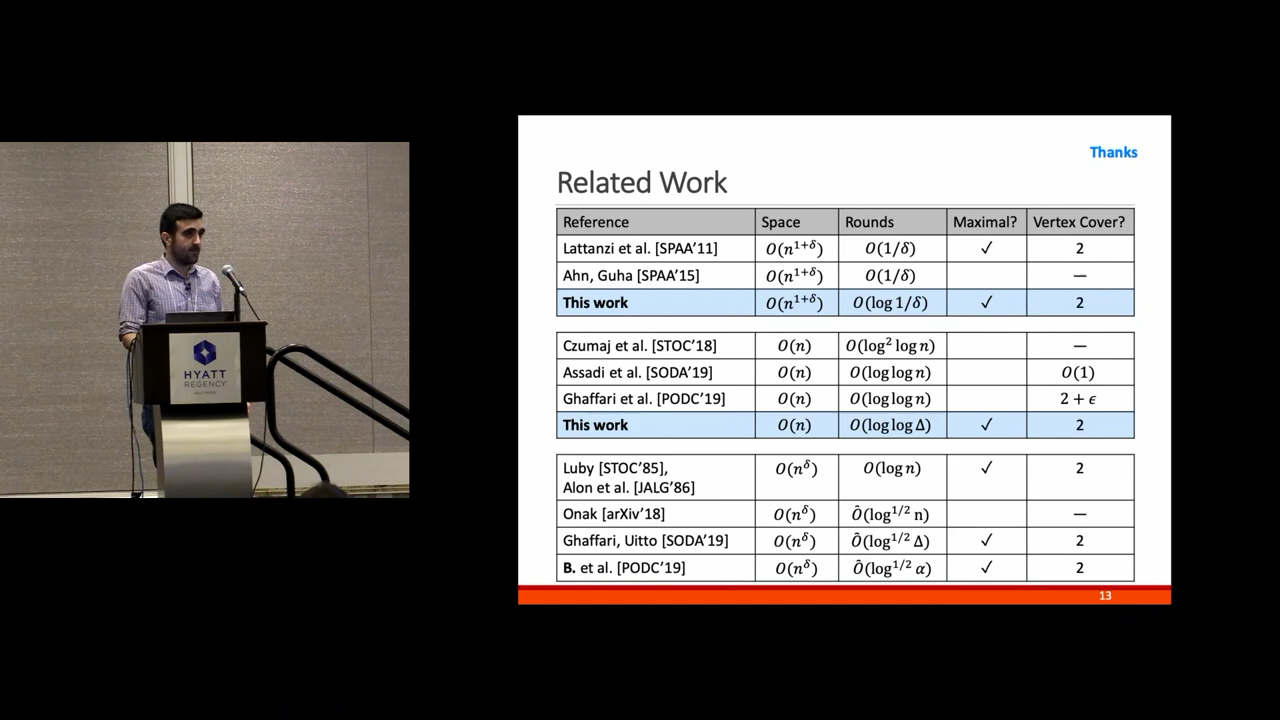 HYATT
REGENCY
Thanks
Related Work
Reference Space Rounds Maximal? Vertex Cover?
Lattanzi et al. [SPAA'11] O(n^{1+δ}) O(1/δ) ✓ 2
Ahn, Guha [SPAA'15] O(n^{1+δ}) O(1/δ) —
This work O(n^{1+δ}) O(log 1/δ) ✓ 2
Czumaj et al. [STOC'18] O(n) O(log² log n) —
Assadi et al. [SODA'19] O(n) O(log log n) O(1)
Ghaffari et al. [PODC'19] O(n) O(log log n) 2 + ϵ
This work O(n) O(log log Δ) ✓ 2
Luby [STOC'85], O(n^δ) O(log n) ✓ 2
Alon et al. [JALG'86]
Onak [arXiv'18] O(n^δ) Õ(log^{1/2} n) —
Ghaffari, Uitto [SODA'19] O(n^δ) Õ(log^{1/2} Δ) ✓ 2
B. et al. [PODC'19] O(n^δ) Õ(log^{1/2} α) ✓ 2
13